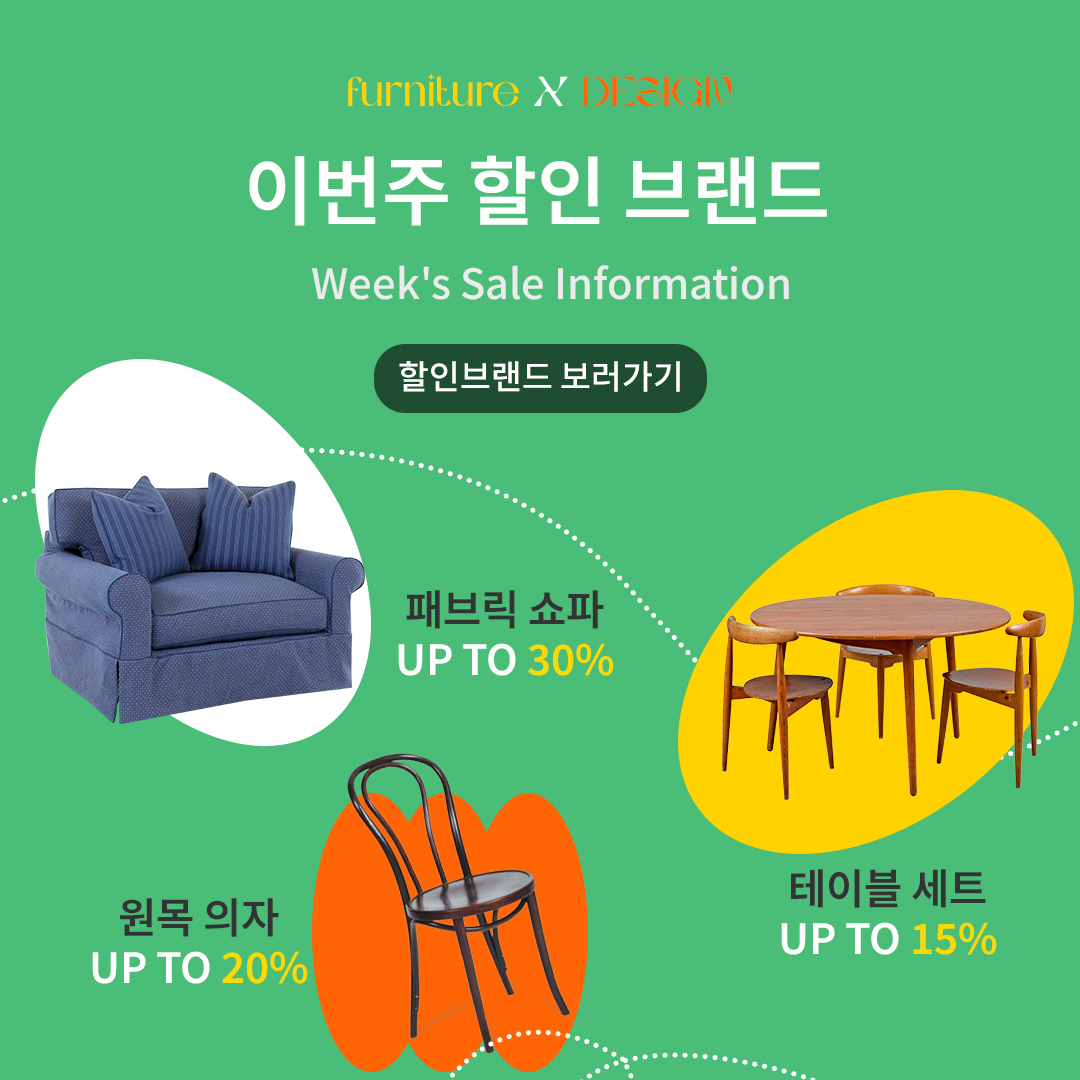 furniture X DESIGN
이번주 할인 브랜드
Week's Sale Information
할인브랜드 보러가기
패브릭 쇼파
UP TO 30%
테이블 세트
UP TO 15%
원목 의자
UP TO 20%